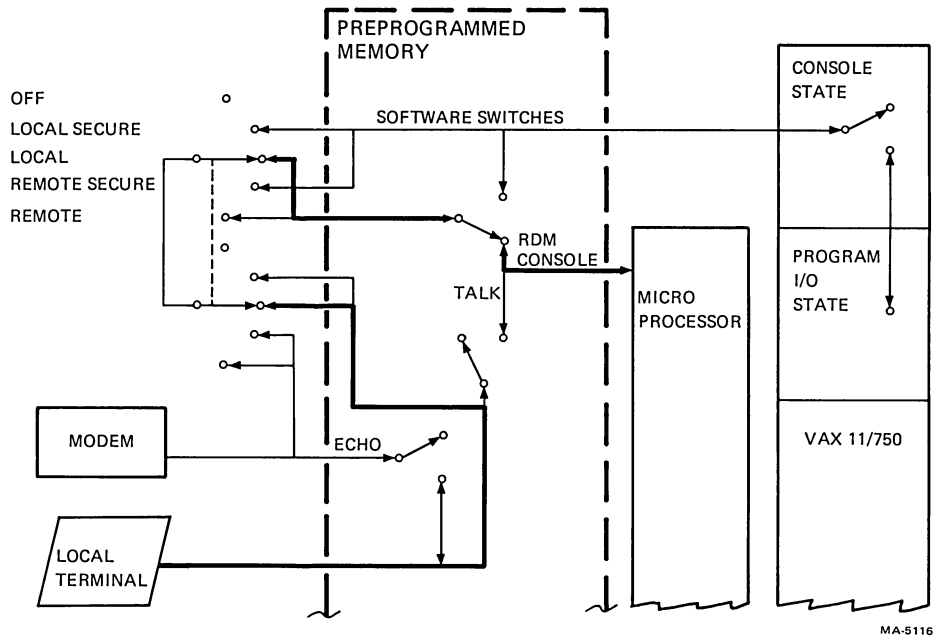 PREPROGRAMMED
MEMORY
CONSOLE
STATE
OFF
LOCAL SECURE
SOFTWARE SWITCHES
LOCAL
REMOTE SECURE
REMOTE
RDM
CONSOLE
PROGRAM
I/O
STATE
TALK
MICRO
PROCESSOR
MODEM
ECHO
VAX 11/750
LOCAL
TERMINAL
MA-5116